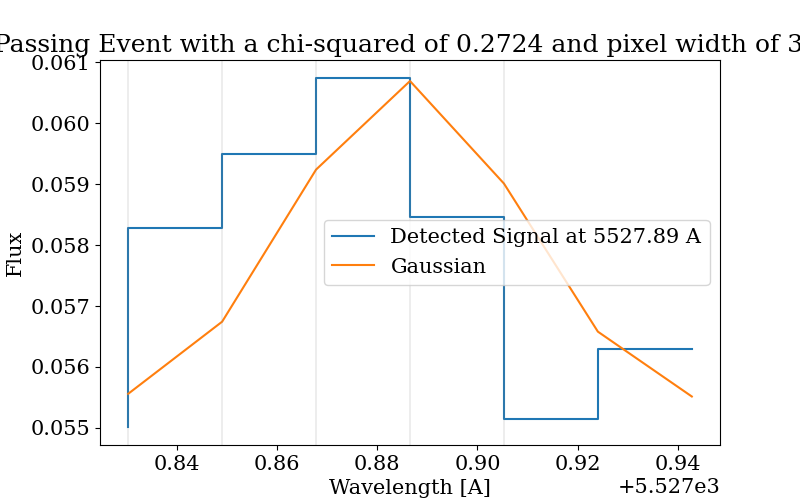 Passing Event with a chi-squared of 0.2724 and pixel width of 3
0.061
0.060
0.059
0.058
0.057
0.056
0.055
Flux
Detected Signal at 5527.89 A
Gaussian
0.84 0.86 0.88 0.90 0.92 0.94
Wavelength [A]
+5.527e3